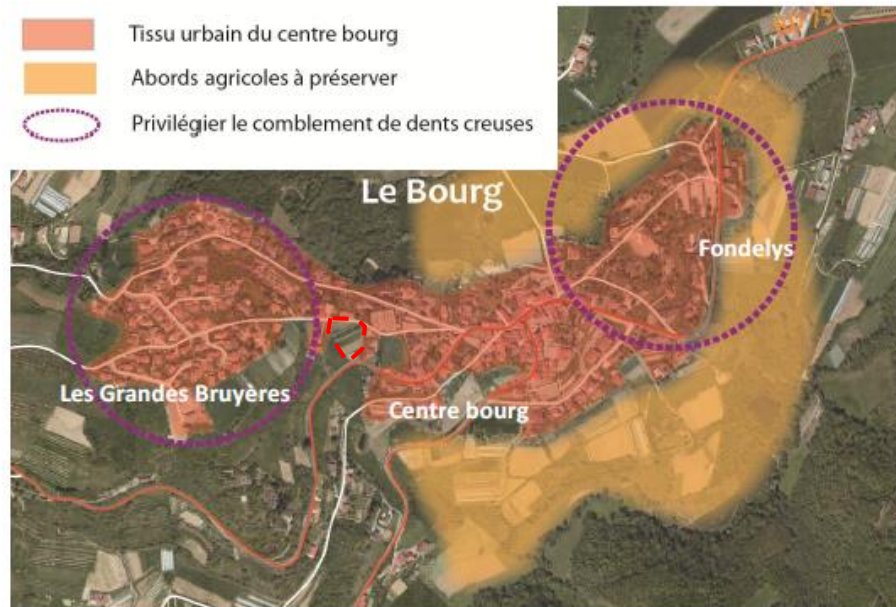 Tissu urbain du centre bourg
Abords agricoles à préserver
Privilégier le comblement de dents creuses
Le Bourg
Fondelys
Les Grandes Bruyères
Centre bourg